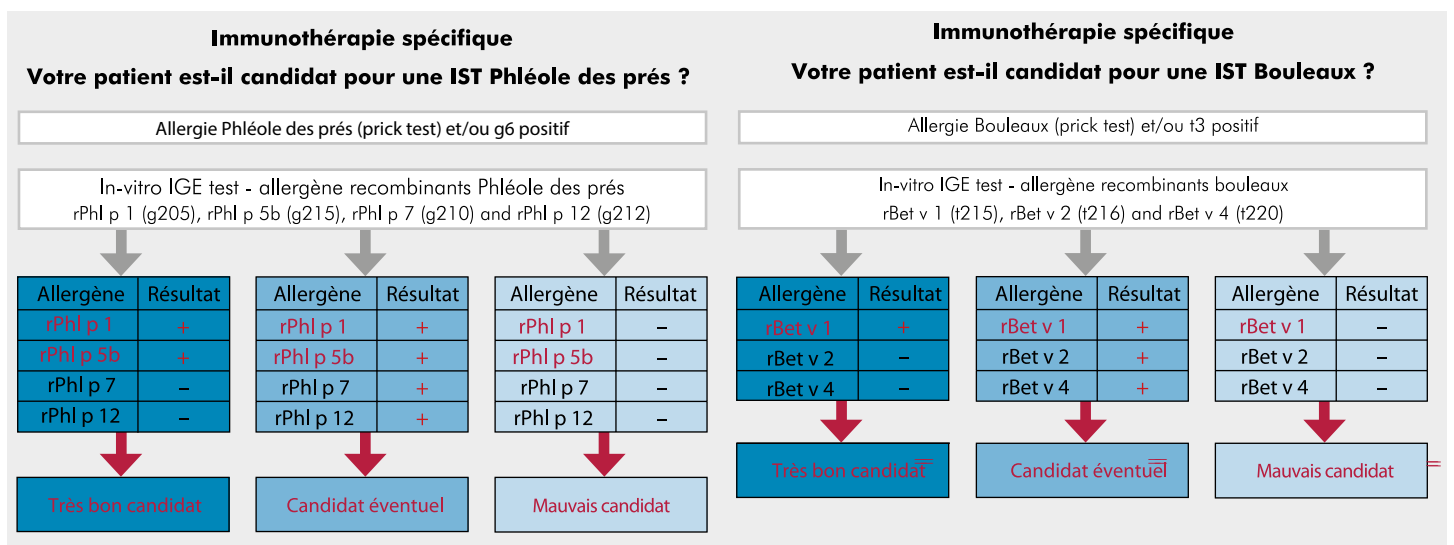 Immunothérapie spécifique
Votre patient est-il candidat pour une IST Phléole des prés ?
Allergie Phléole des prés (prick test) et/ou g6 positif
In-vitro IGE test - allergène recombinants Phléole des prés
rPhl p 1 (g205), rPhl p 5b (g215), rPhl p 7 (g210) and rPhl p 12 (g212)
Allergène Résultat
rPhl p 1 +
rPhl p 5b +
rPhl p 7 –
rPhl p 12 –
Très bon candidat
Allergène Résultat
rPhl p 1 +
rPhl p 5b +
rPhl p 7 +
rPhl p 12 +
Candidat éventuel
Allergène Résultat
rPhl p 1 –
rPhl p 5b –
rPhl p 7 –
rPhl p 12 –
Mauvais candidat
Immunothérapie spécifique
Votre patient est-il candidat pour une IST Bouleaux ?
Allergie Bouleaux (prick test) et/ou t3 positif
In-vitro IGE test - allergène recombinants bouleaux
rBet v 1 (t215), rBet v 2 (t216) and rBet v 4 (t220)
Allergène Résultat
rBet v 1 +
rBet v 2 –
rBet v 4 –
Très bon candidat
Allergène Résultat
rBet v 1 +
rBet v 2 +
rBet v 4 +
Candidat éventuel
Allergène Résultat
rBet v 1 –
rBet v 2 –
rBet v 4 –
Mauvais candidat